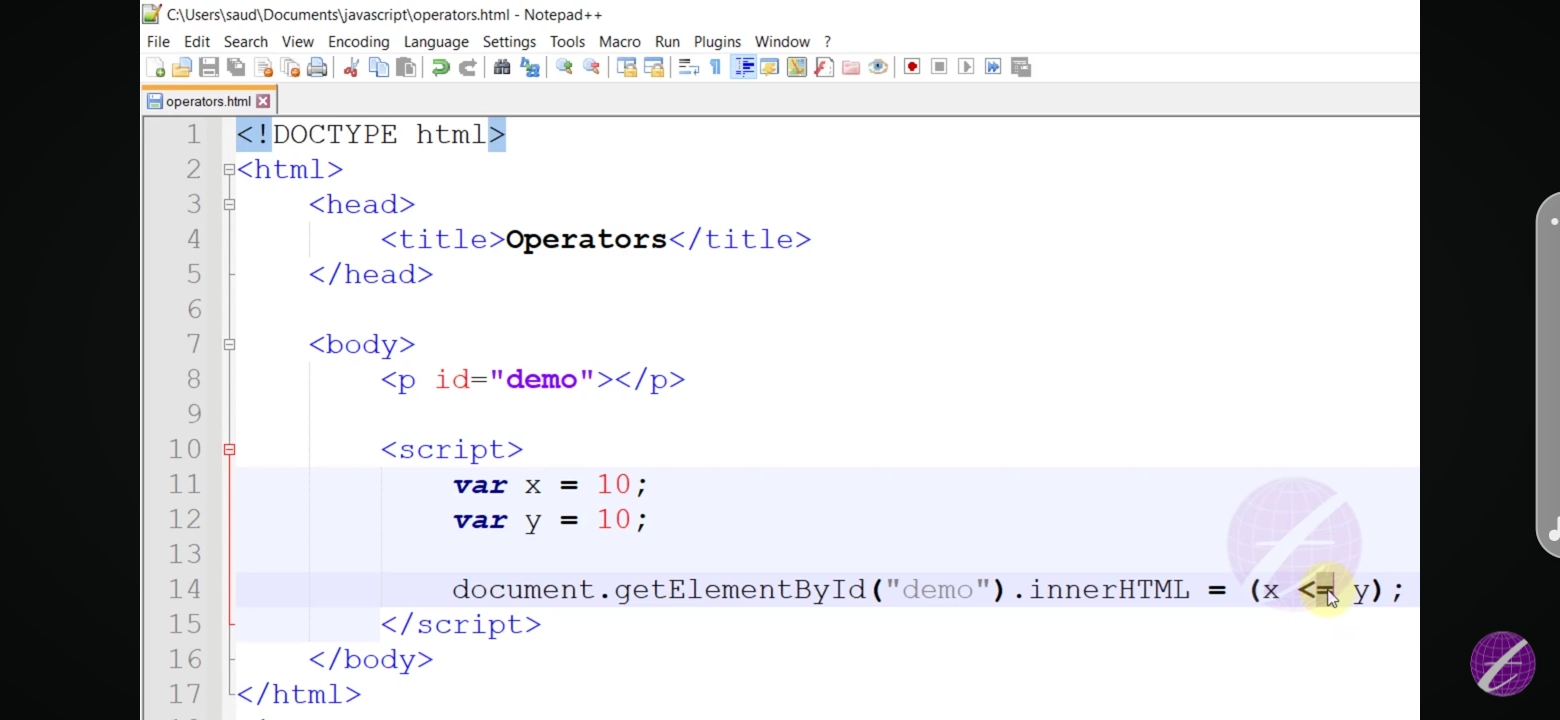 C:\Users\saud\Documents\javascript\operators.html - Notepad++
File Edit Search View Encoding Language Settings Tools Macro Run Plugins Window ?
operators.html
1 <!DOCTYPE html>
2 <html>
3 <head>
4 <title>Operators</title>
5 </head>
6
7 <body>
8 <p id="demo"></p>
9
10 <script>
11 var x = 10;
12 var y = 10;
13
14 document.getElementById("demo").innerHTML = (x <= y);
15 </script>
16 </body>
17 </html>